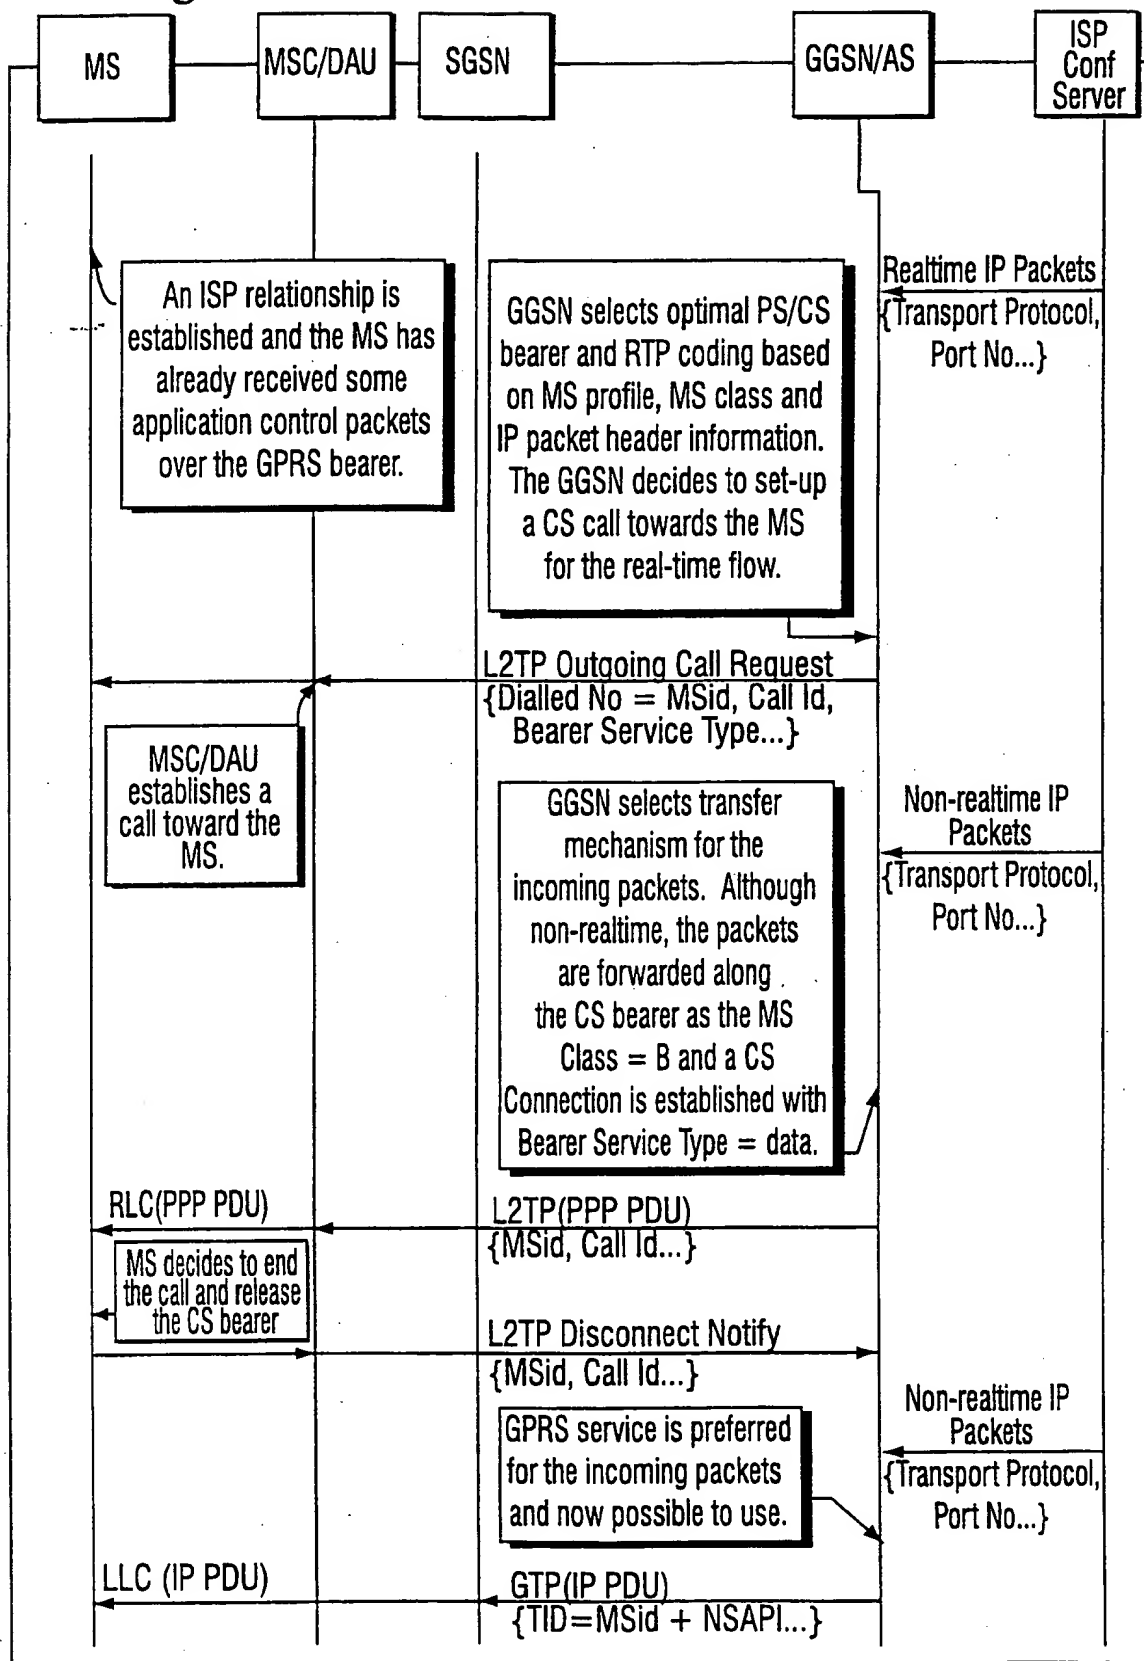 MS
MSC/DAU
SGSN
GGSN/AS
ISP
Conf
Server
An ISP relationship is
established and the MS has
already received some
application control packets
over the GPRS bearer.
GGSN selects optimal PS/CS
bearer and RTP coding based
on MS profile, MS class and
IP packet header information.
The GGSN decides to set-up
a CS call towards the MS
for the real-time flow.
Realtime IP Packets
{Transport Protocol,
Port No...}
L2TP Outgoing Call Request
{Dialled No = MSid, Call Id,
Bearer Service Type...}
MSC/DAU
establishes a
call toward the
MS.
GGSN selects transfer
mechanism for the
incoming packets. Although
non-realtime, the packets
are forwarded along
the CS bearer as the MS
Class = B and a CS
Connection is established with
Bearer Service Type = data.
Non-realtime IP
Packets
{Transport Protocol,
Port No...}
RLC(PPP PDU)
L2TP(PPP PDU)
{MSid, Call Id...}
MS decides to end
the call and release
the CS bearer
L2TP Disconnect Notify
{MSid, Call Id...}
GPRS service is preferred
for the incoming packets
and now possible to use.
Non-realtime IP
Packets
{Transport Protocol,
Port No...}
LLC (IP PDU)
GTP(IP PDU)
{TID=MSid + NSAPI...}